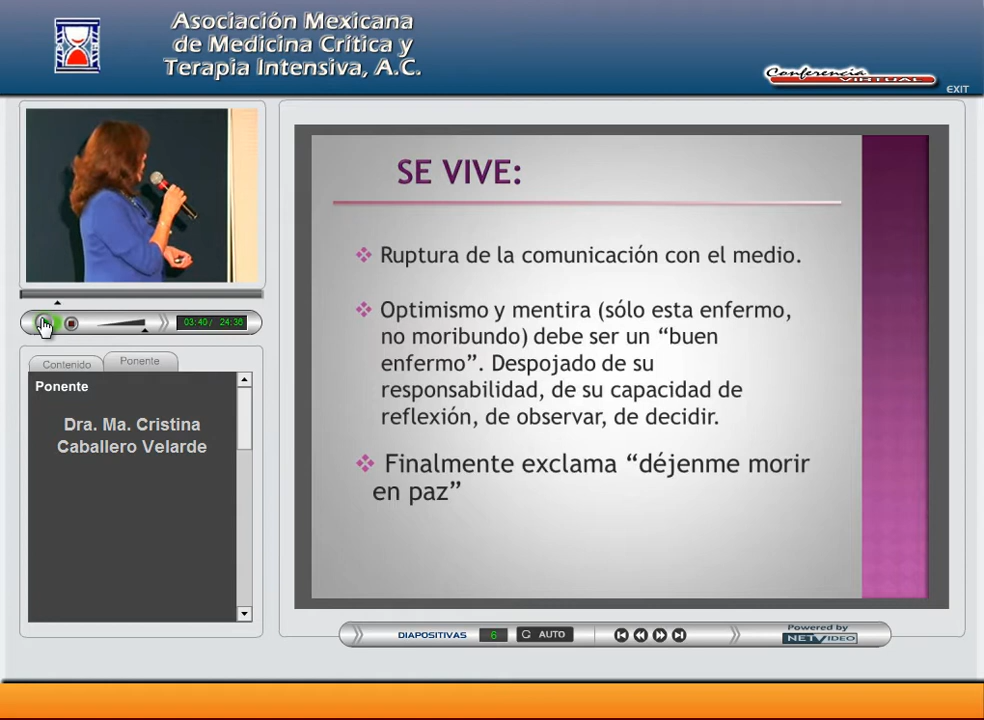 Asociación Mexicana
de Medicina Crítica y
Terapia Intensiva, A.C.
Conferencia
VIRTUAL
EXIT
SE VIVE:
Ruptura de la comunicación con el medio.
Optimismo y mentira (sólo esta enfermo,
no moribundo) debe ser un “buen
enfermo”. Despojado de su
responsabilidad, de su capacidad de
reflexión, de observar, de decidir.
Finalmente exclama “déjenme morir
en paz”
03:40 / 24:36
Contenido
Ponente
Ponente
Dra. Ma. Cristina
Caballero Velarde
DIAPOSITIVAS 6 AUTO
Powered by
NETVIDEO